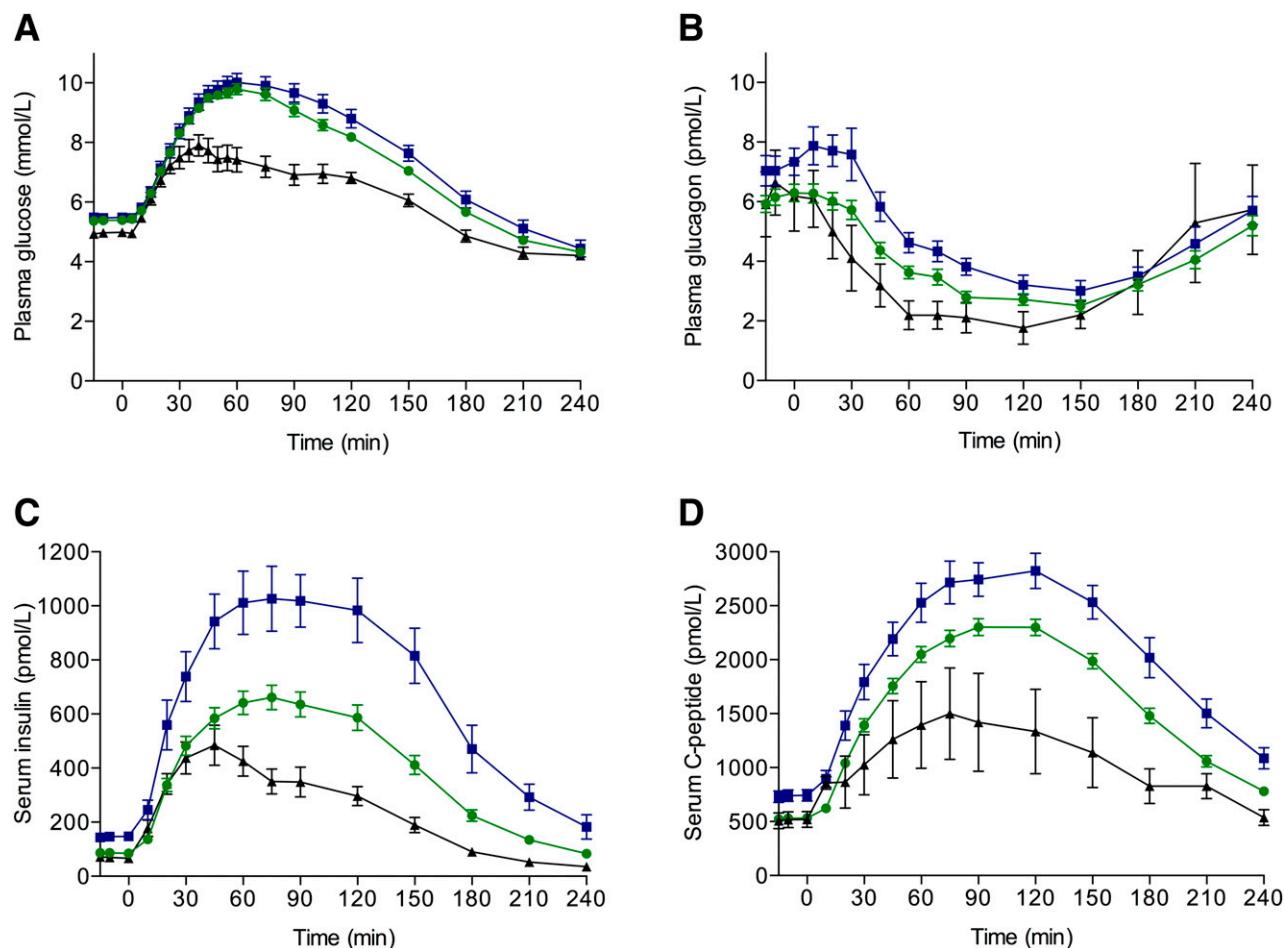 A
Plasma glucose (mmol/L)
10
8
6
4
2
0
0 30 60 90 120 150 180 210 240
Time (min)
B
Plasma glucagon (pmol/L)
10
8
6
4
2
0
0 30 60 90 120 150 180 210 240
Time (min)
C
Serum insulin (pmol/L)
1200
1000
800
600
400
200
0
0 30 60 90 120 150 180 210 240
Time (min)
D
Serum C-peptide (pmol/L)
3000
2500
2000
1500
1000
500
0
0 30 60 90 120 150 180 210 240
Time (min)